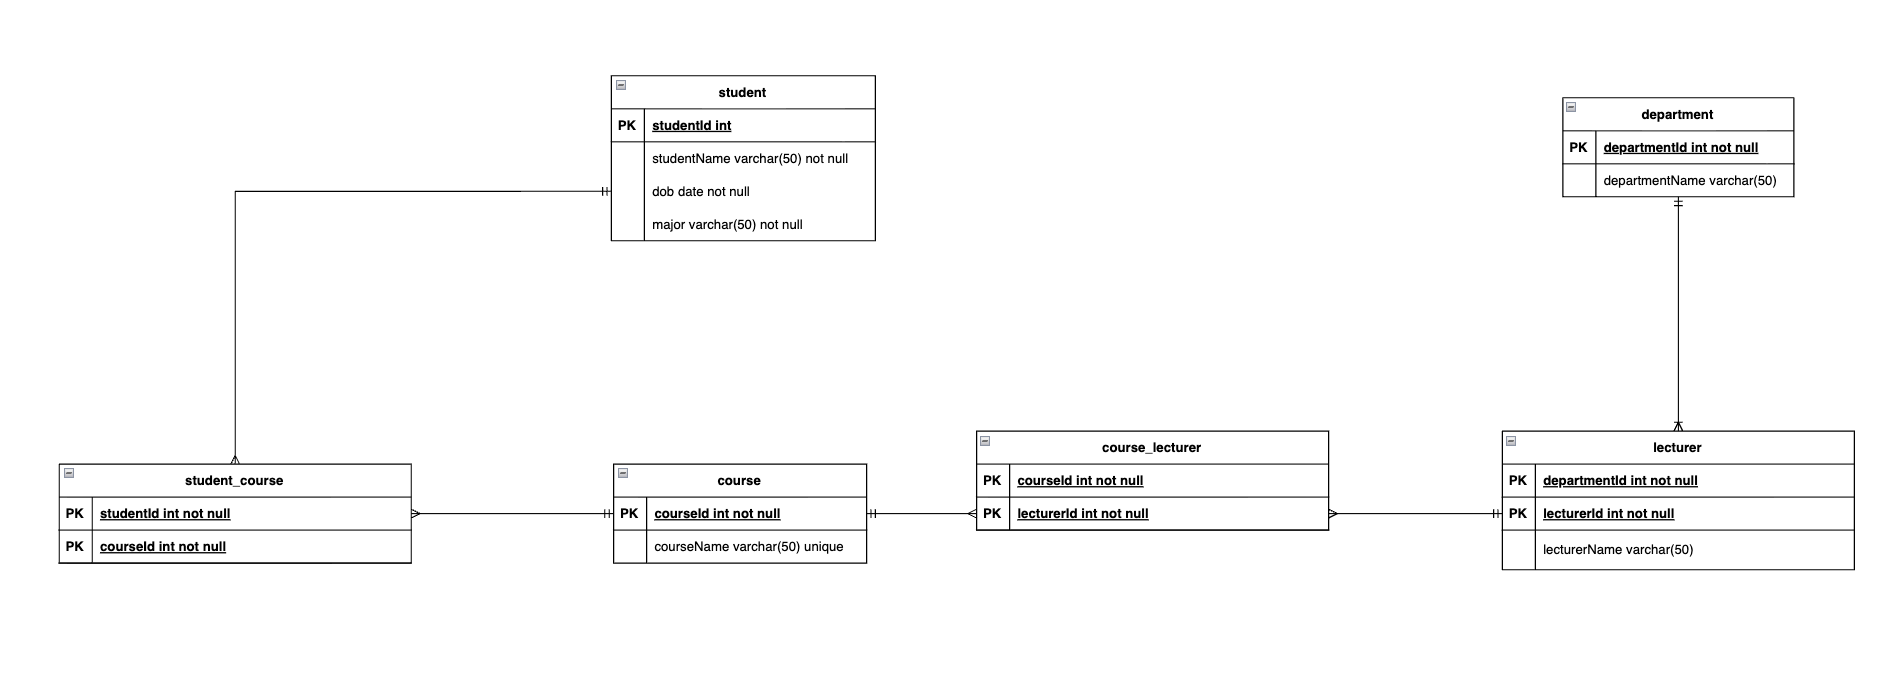 student
PK studentId int
studentName varchar(50) not null
dob date not null
major varchar(50) not null
department
PK departmentId int not null
departmentName varchar(50)
student_course
PK studentId int not null
PK courseId int not null
course
PK courseId int not null
courseName varchar(50) unique
course_lecturer
PK courseId int not null
PK lecturerId int not null
lecturer
PK departmentId int not null
PK lecturerId int not null
lecturerName varchar(50)